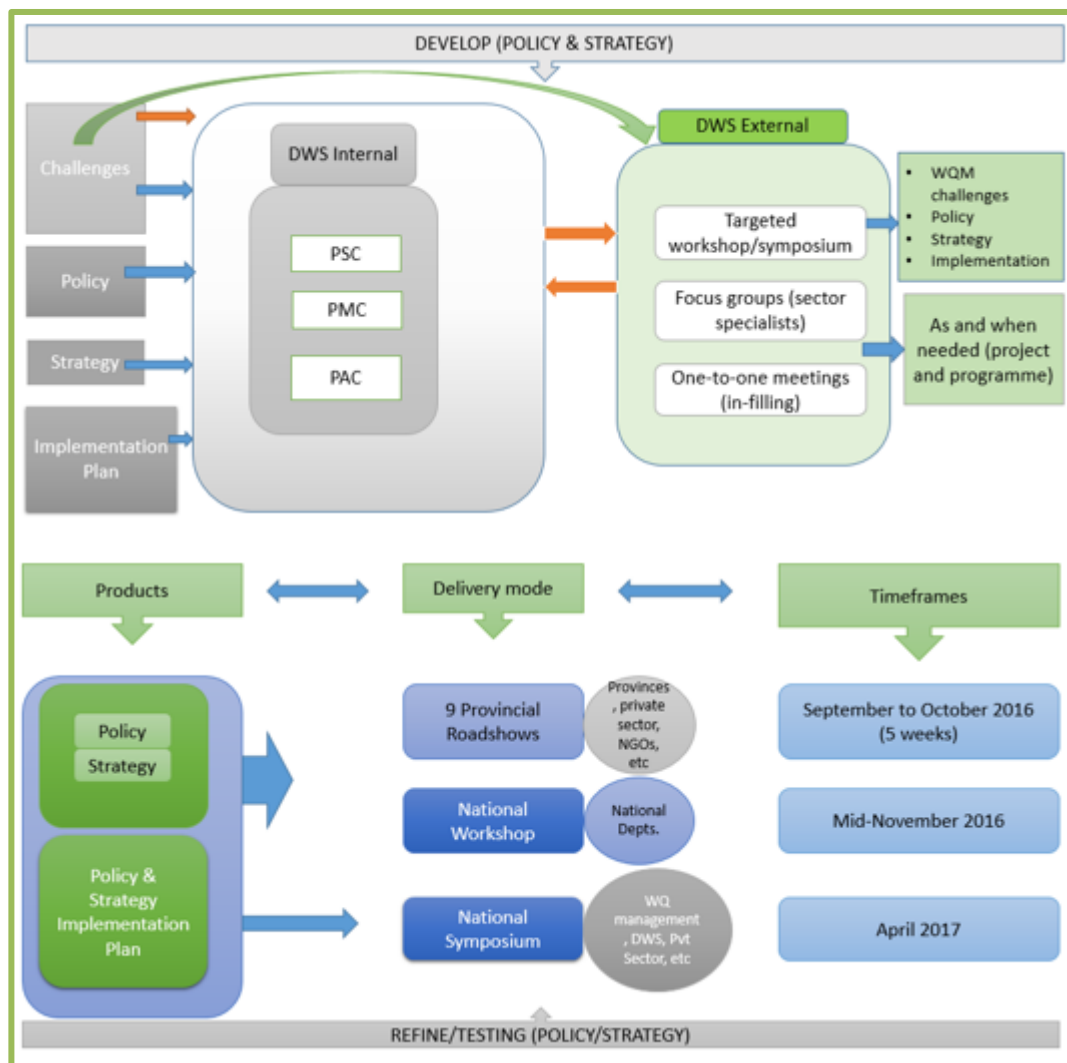 DEVELOP (POLICY & STRATEGY)
Challenges
Policy
Strategy
Implementation
Plan
DWS Internal
PSC
PMC
PAC
DWS External
Targeted
workshop/symposium
Focus groups (sector
specialists)
One-to-one meetings
(in-filling)
• WQM
challenges
• Policy
• Strategy
• Implementation
As and when
needed (project
and programme)
Products
Delivery mode
Timeframes
Policy
Strategy
Policy &
Strategy
Implementation
Plan
9 Provincial
Roadshows
Provinces
, private
sector,
NGOs,
etc
September to October 2016
(5 weeks)
National
Workshop
National
Depts.
Mid-November 2016
National
Symposium
WQ
management
, DWS, Pvt
Sector, etc
April 2017
REFINE/TESTING (POLICY/STRATEGY)